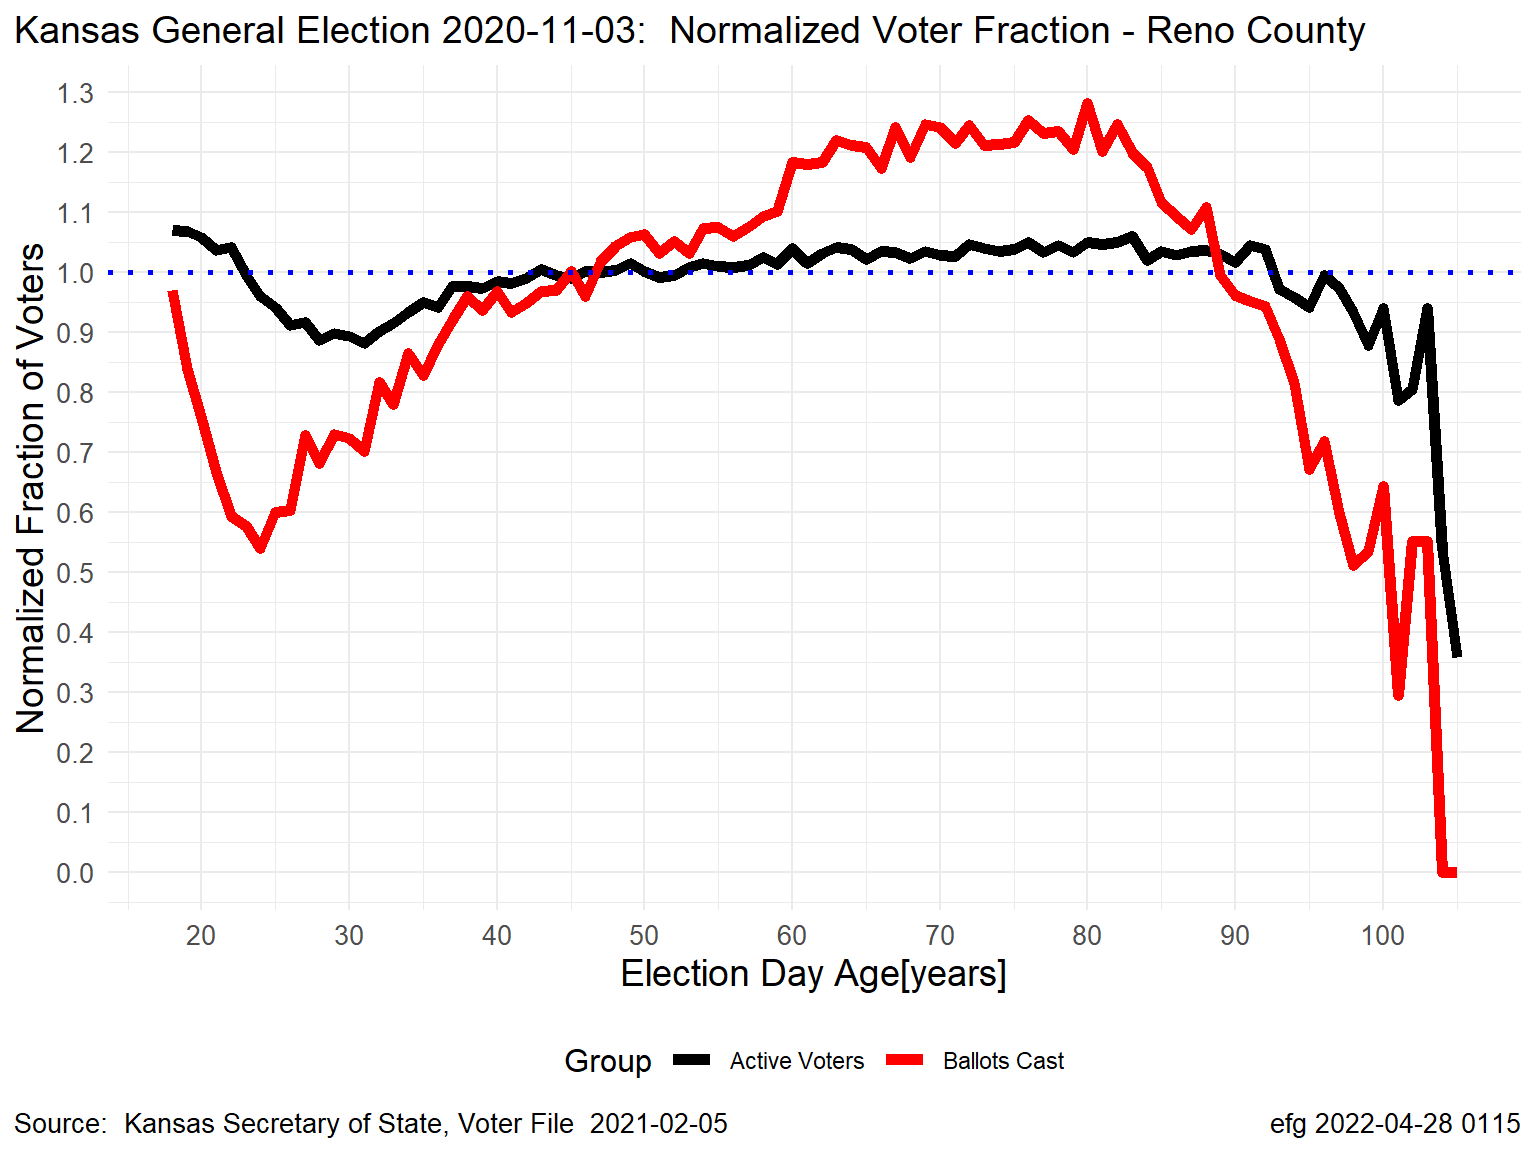 Kansas General Election 2020-11-03:  Normalized Voter Fraction - Reno County
Normalized Fraction of Voters
1.3
1.2
1.1
1.0
0.9
0.8
0.7
0.6
0.5
0.4
0.3
0.2
0.1
0.0
20 30 40 50 60 70 80 90 100
Election Day Age[years]
Group Active Voters Ballots Cast
Source:  Kansas Secretary of State, Voter File  2021-02-05 efg 2022-04-28 0115